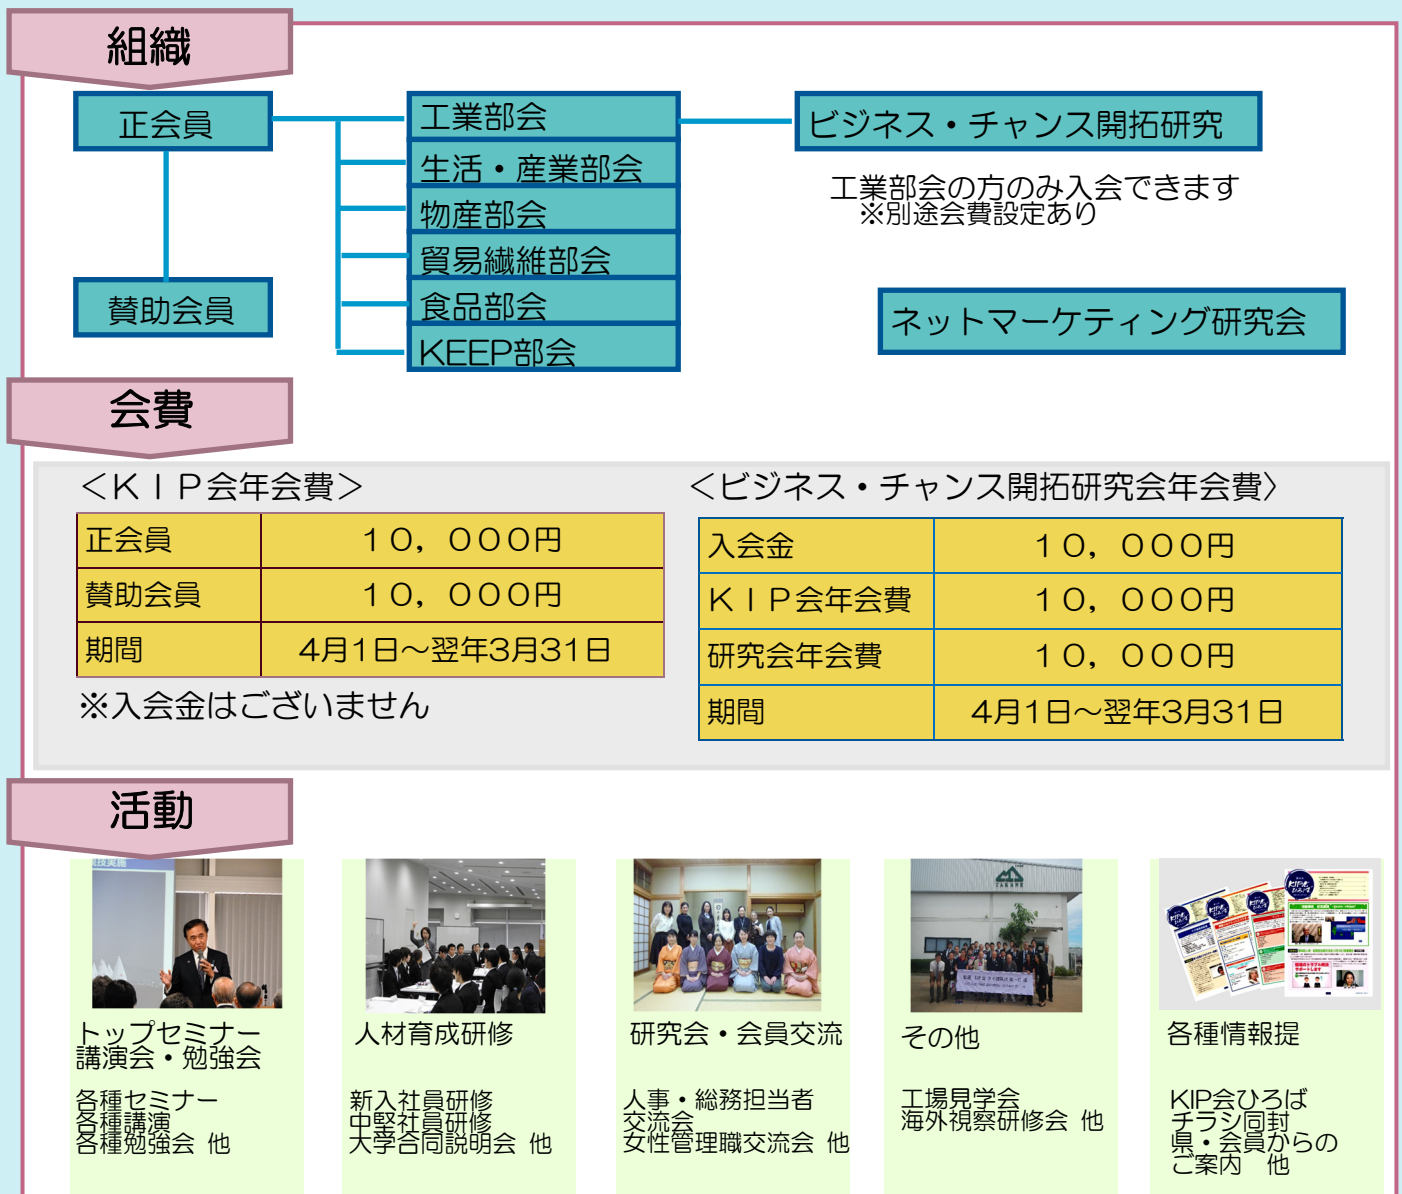 組織
正会員
賛助会員
工業部会
生活・産業部会
物産部会
貿易繊維部会
食品部会
KEEP部会
ビジネス・チャンス開拓研究
工業部会の方のみ入会できます
※別途会費設定あり
ネットマーケティング研究会
会費
＜ＫＩＰ会年会費＞
正会員 １０，０００円
賛助会員 １０，０００円
期間 4月1日～翌年3月31日
※入会金はございません
＜ビジネス・チャンス開拓研究会年会費〉
入会金 １０，０００円
ＫＩＰ会年会費 １０，０００円
研究会年会費 １０，０００円
期間 4月1日～翌年3月31日
活動
トップセミナー
講演会・勉強会
各種セミナー
各種講演
各種勉強会 他
人材育成研修
新入社員研修
中堅社員研修
大学合同説明会 他
研究会・会員交流
人事・総務担当者
交流会
女性管理職交流会 他
その他
工場見学会
海外視察研修会 他
各種情報提
KIP会ひろば
チラシ同封
県・会員からの
ご案内　他